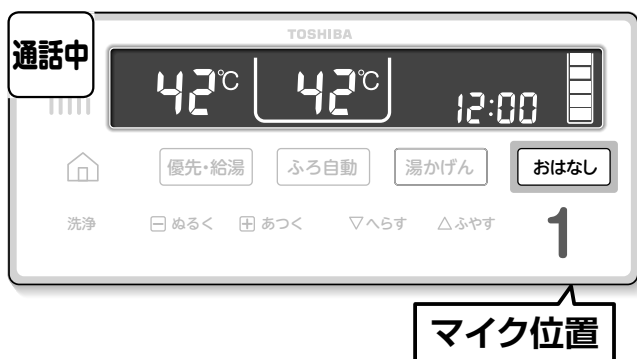 TOSHIBA
通話中
42℃ 42℃ 12:00
優先・給湯 ふろ自動 湯かげん おはなし
洗浄 ⊟ぬるく ⊞あつく ▽へらす △ふやす 1
マイク位置